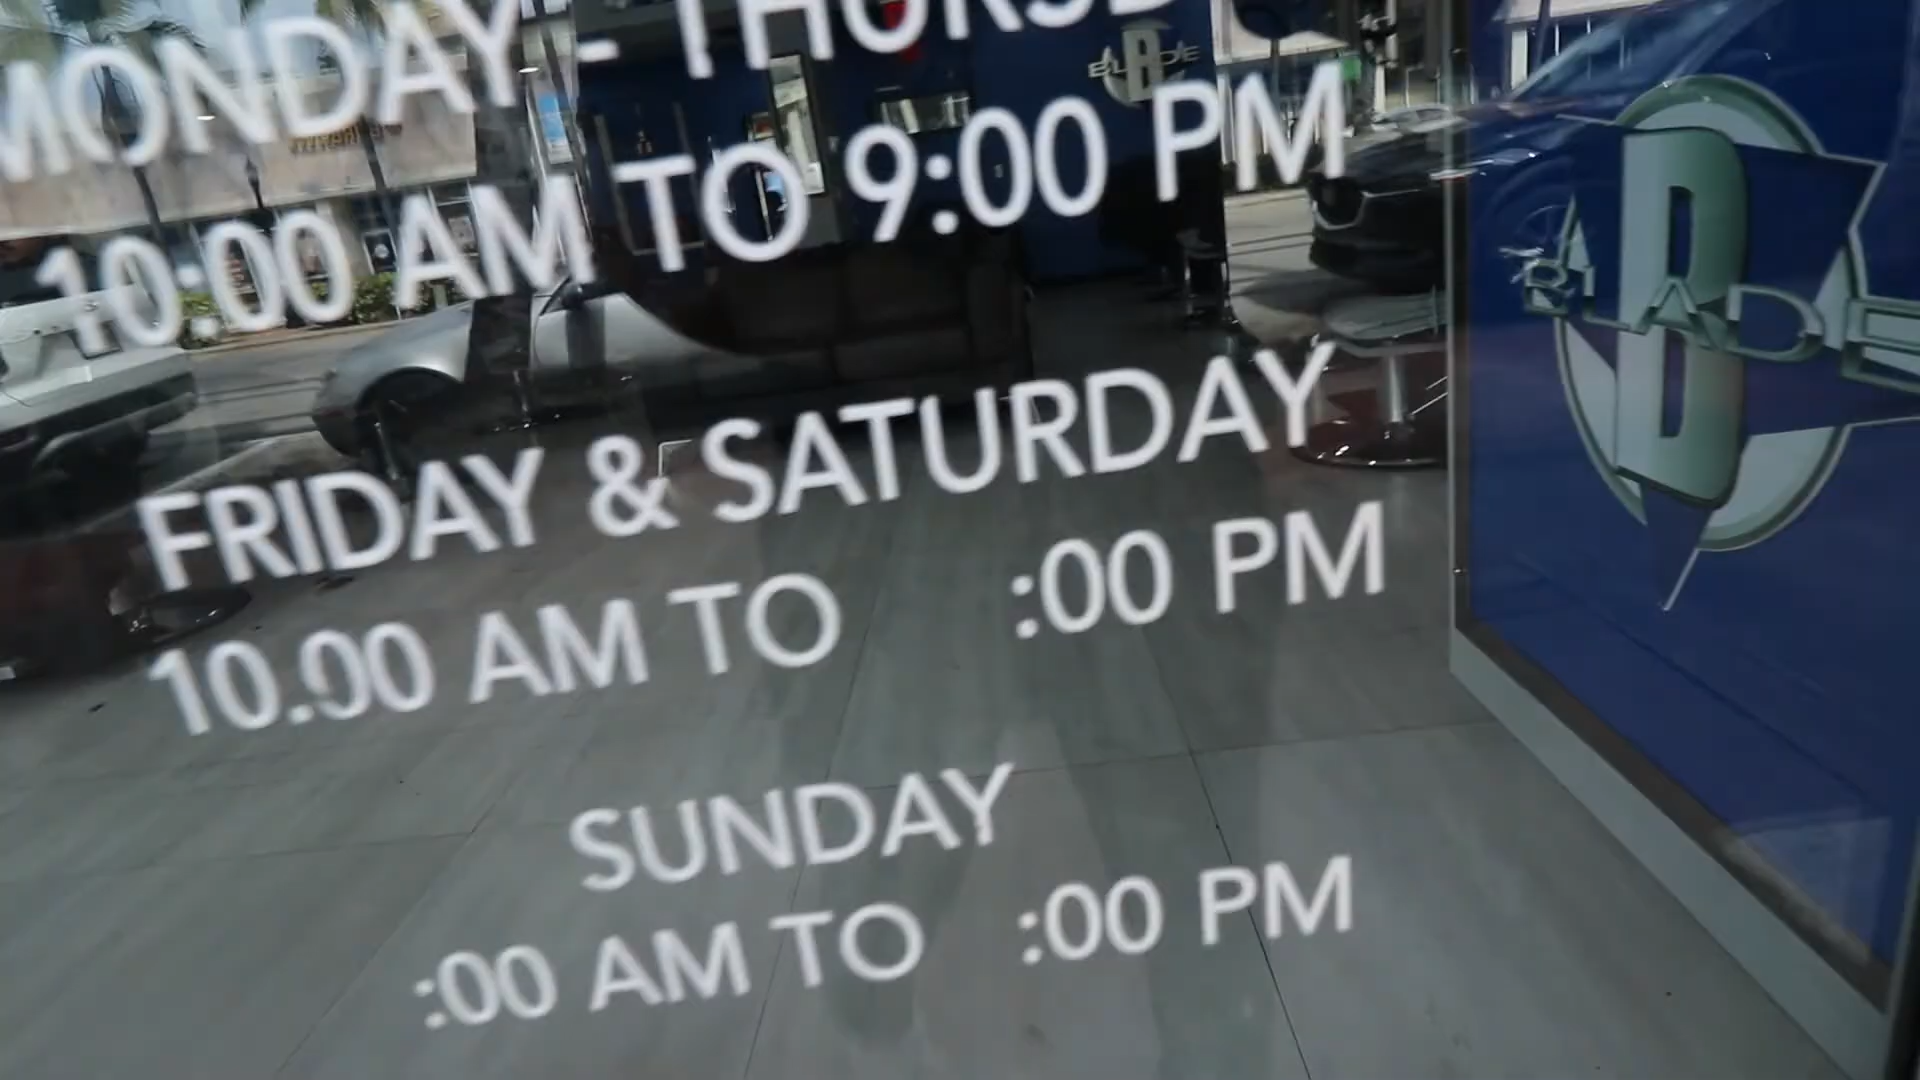 MONDAY - THURSD
10:00 AM TO 9:00 PM
FRIDAY & SATURDAY
10.00 AM TO :00 PM
SUNDAY
:00 AM TO :00 PM
B
BLADE
B
BLADE